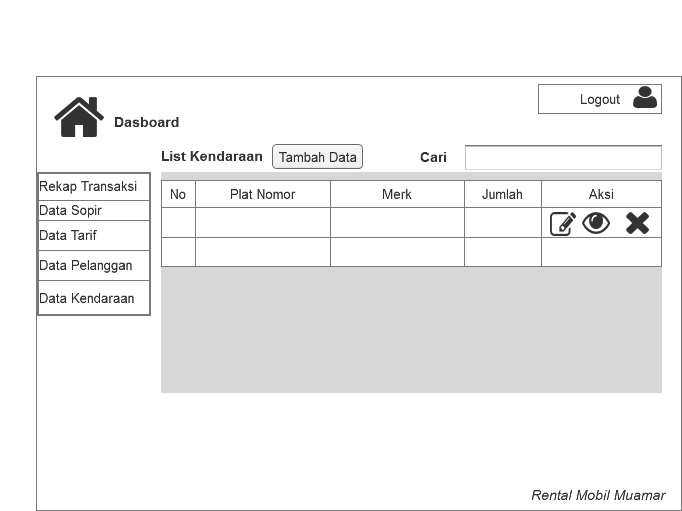 Logout
Dasboard
List Kendaraan Tambah Data Cari
Rekap Transaksi
Data Sopir
Data Tarif
Data Pelanggan
Data Kendaraan
No Plat Nomor Merk Jumlah Aksi
Rental Mobil Muamar